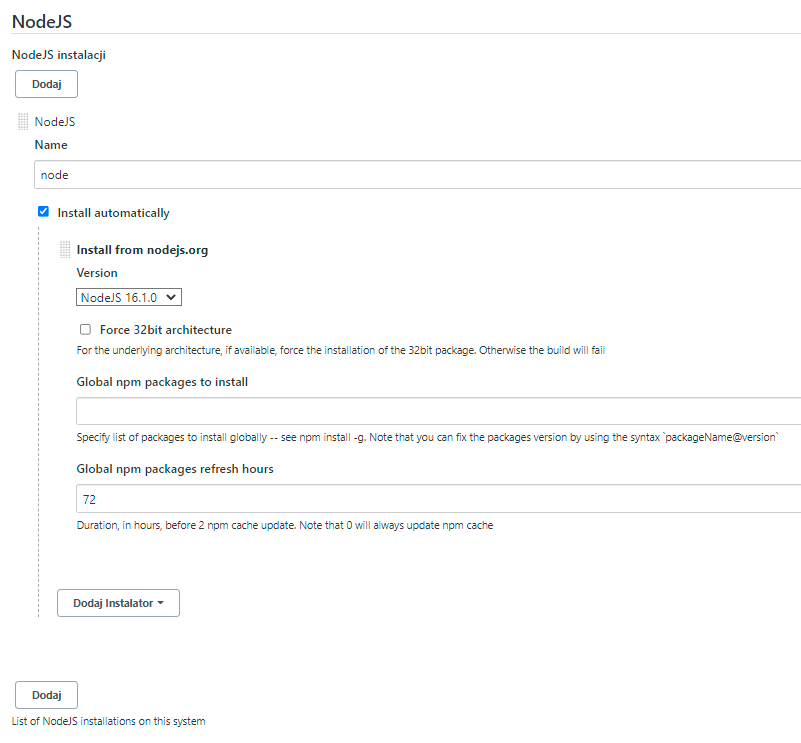 NodeJS
NodeJS instalacji
Dodaj
NodeJS
Name
node
Install automatically
Install from nodejs.org
Version
NodeJS 16.1.0
Force 32bit architecture
For the underlying architecture, if available, force the installation of the 32bit package. Otherwise the build will fail
Global npm packages to install
Specify list of packages to install globally -- see npm install -g. Note that you can fix the packages version by using the syntax `packageName@version`
Global npm packages refresh hours
72
Duration, in hours, before 2 npm cache update. Note that 0 will always update npm cache
Dodaj Instalator
Dodaj
List of NodeJS installations on this system